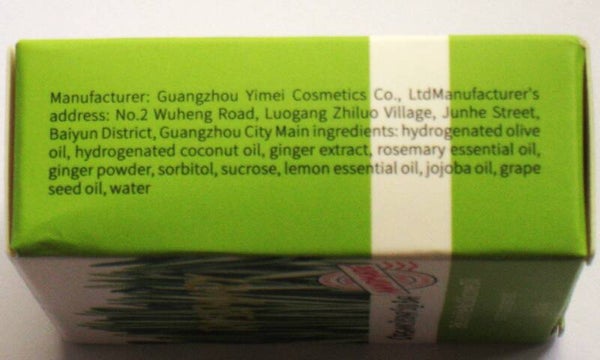 Manufacturer: Guangzhou Yimei Cosmetics Co., LtdManufacturer's
address: No.2 Wuheng Road, Luogang Zhiluo Village, Junhe Street,
Baiyun District, Guangzhou City Main ingredients: hydrogenated olive
oil, hydrogenated coconut oil, ginger extract, rosemary essential oil,
ginger powder, sorbitol, sucrose, lemon essential oil, jojoba oil, grape
seed oil, water